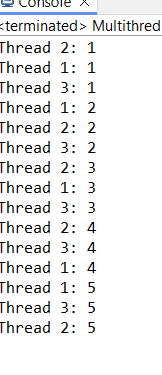 Console
<terminated> Multithred
Thread 2: 1
Thread 1: 1
Thread 3: 1
Thread 1: 2
Thread 2: 2
Thread 3: 2
Thread 2: 3
Thread 1: 3
Thread 3: 3
Thread 2: 4
Thread 3: 4
Thread 1: 4
Thread 1: 5
Thread 3: 5
Thread 2: 5